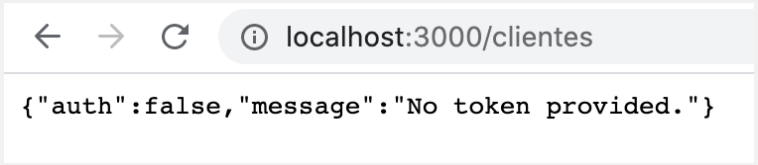 localhost:3000/clientes
{"auth":false,"message":"No token provided."}